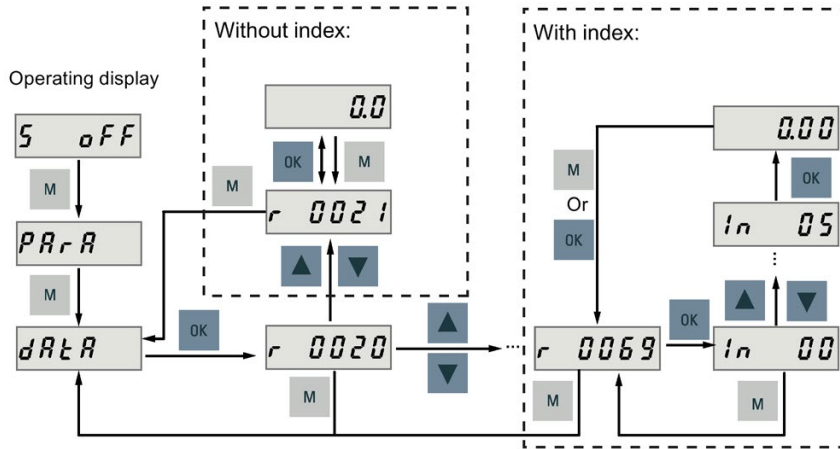 Without index:
With index:
Operating display
S oFF
M
PArA
M
dAtA
0.0
OK
M
M
r 0021
OK
r 0020
M
0.00
M
Or
OK
OK
In 05
r 0069
OK
In 00
M
M